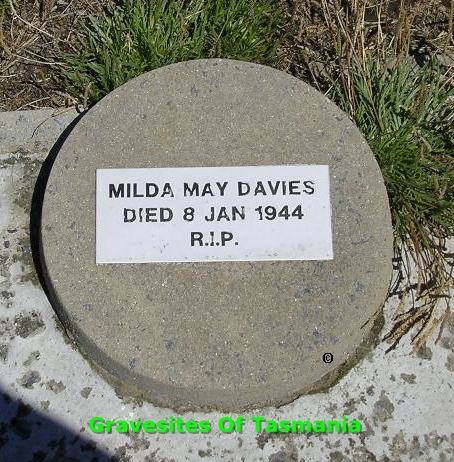 MILDA MAY DAVIES
DIED 8 JAN 1944
R.I.P.
©
Gravesites Of Tasmania